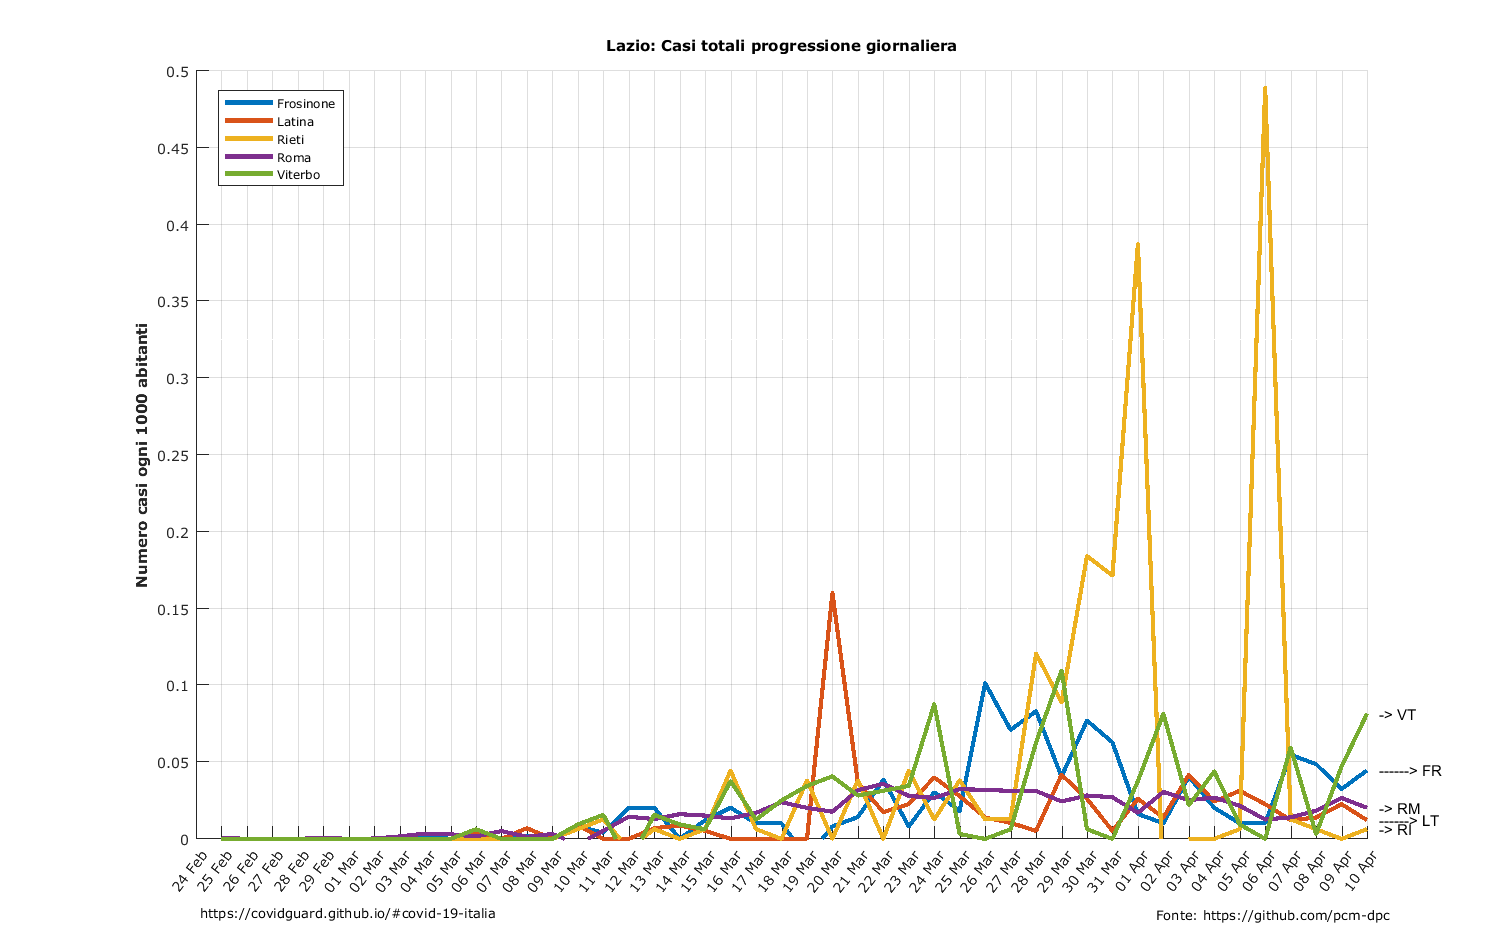 Lazio: Casi totali progressione giornaliera
Numero casi ogni 1000 abitanti
0.5
0.45
0.4
0.35
0.3
0.25
0.2
0.15
0.1
0.05
0
Frosinone
Latina
Rieti
Roma
Viterbo
-> VT
------> FR
-> RM
------> LT
-> RI
24 Feb
25 Feb
26 Feb
27 Feb
28 Feb
29 Feb
01 Mar
02 Mar
03 Mar
04 Mar
05 Mar
06 Mar
07 Mar
08 Mar
09 Mar
10 Mar
11 Mar
12 Mar
13 Mar
14 Mar
15 Mar
16 Mar
17 Mar
18 Mar
19 Mar
20 Mar
21 Mar
22 Mar
23 Mar
24 Mar
25 Mar
26 Mar
27 Mar
28 Mar
29 Mar
30 Mar
31 Mar
01 Apr
02 Apr
03 Apr
04 Apr
05 Apr
06 Apr
07 Apr
08 Apr
09 Apr
10 Apr
https://covidguard.github.io/#covid-19-italia
Fonte: https://github.com/pcm-dpc